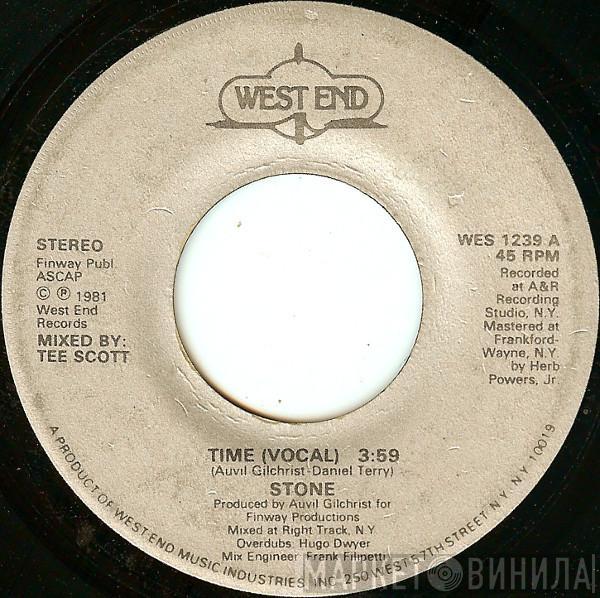 WEST END
STEREO
Finway Publ.
ASCAP
© ℗ 1981
West End
Records
MIXED BY:
TEE SCOTT
WES 1239 A
45 RPM
Recorded
at A&R
Recording
Studio, N.Y.
Mastered at
Frankford-
Wayne, N.Y.
by Herb
Powers, Jr.
TIME (VOCAL) 3:59
(Auvil Gilchrist-Daniel Terry)
STONE
Produced by Auvil Gilchrist for
Finway Productions
Mixed at Right Track, N.Y.
Overdubs: Hugo Dwyer
Mix Engineer: Frank Filipetti
A PRODUCT OF WEST END MUSIC INDUSTRIES, INC. 250 WEST 57TH STREET N.Y. N.Y. 10019
МАРКЕТ ВИНИЛА